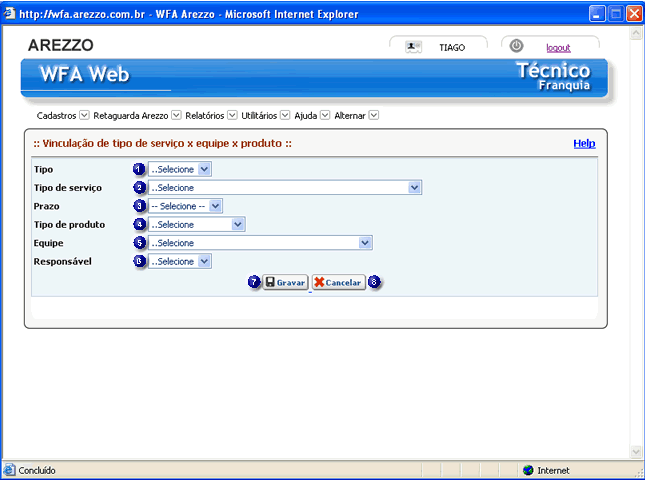 http://wfa.arezzo.com.br - WFA Arezzo - Microsoft Internet Explorer
AREZZO
TIAGO
logout
WFA Web
Técnico
Franquia
Cadastros Retaguarda Arezzo Relatórios Utilitários Ajuda Alternar
:: Vinculação de tipo de serviço x equipe x produto :: Help
Tipo 1 ..Selecione
Tipo de serviço 2 ..Selecione
Prazo 3 -- Selecione --
Tipo de produto 4 ..Selecione
Equipe 5 ..Selecione
Responsável 6 ..Selecione
7 Gravar Cancelar 8
Concluído Internet